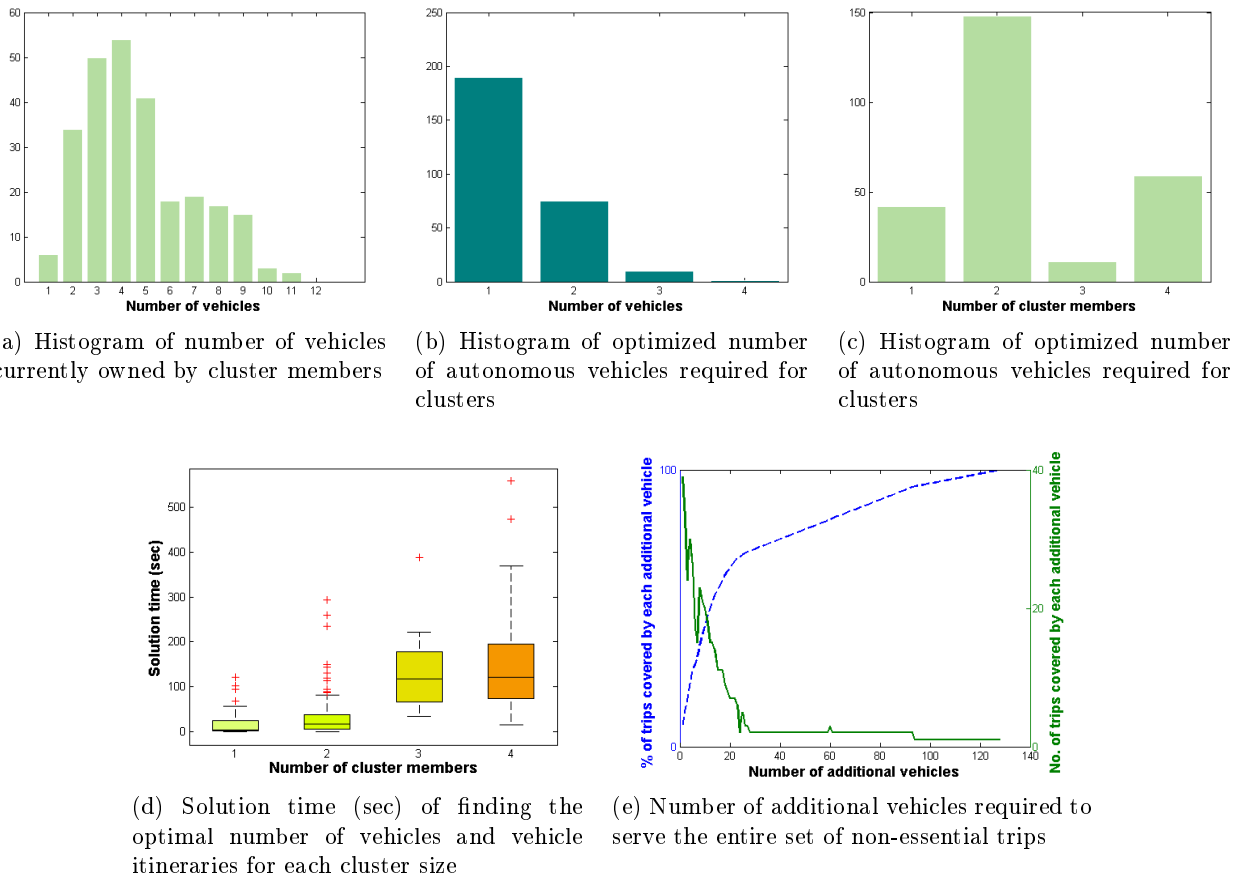 60
50
40
30
20
10
0
1 2 3 4 5 6 7 8 9 10 11 12
Number of vehicles
250
200
150
100
50
0
1 2 3 4
Number of vehicles
150
100
50
0
1 2 3 4
Number of cluster members
a) Histogram of number of vehicles
currently owned by cluster members
(b) Histogram of optimized number
of autonomous vehicles required for
clusters
(c) Histogram of optimized number
of autonomous vehicles required for
clusters
Solution time (sec)
500
400
300
200
100
0
1 2 3 4
Number of cluster members
% of trips covered by each additional vehicle
100
0
0 20 40 60 80 100 120 140
Number of additional vehicles
40
20
0
No. of trips covered by each additional vehicle
(d) Solution time (sec) of finding the
optimal number of vehicles and vehicle
itineraries for each cluster size
(e) Number of additional vehicles required to
serve the entire set of non-essential trips